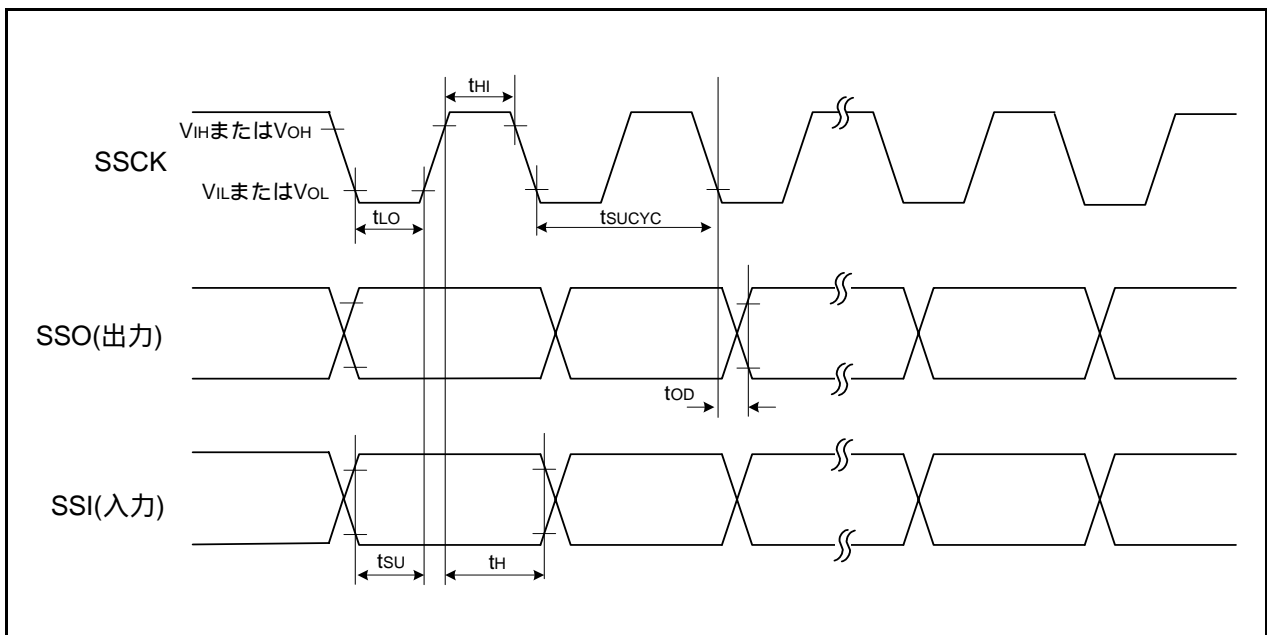 tHI
VIHまたはVOH
SSCK
VILまたはVOL
tLO
tSUCYC
SSO(出力)
tOD
SSI(入力)
tSU
tH